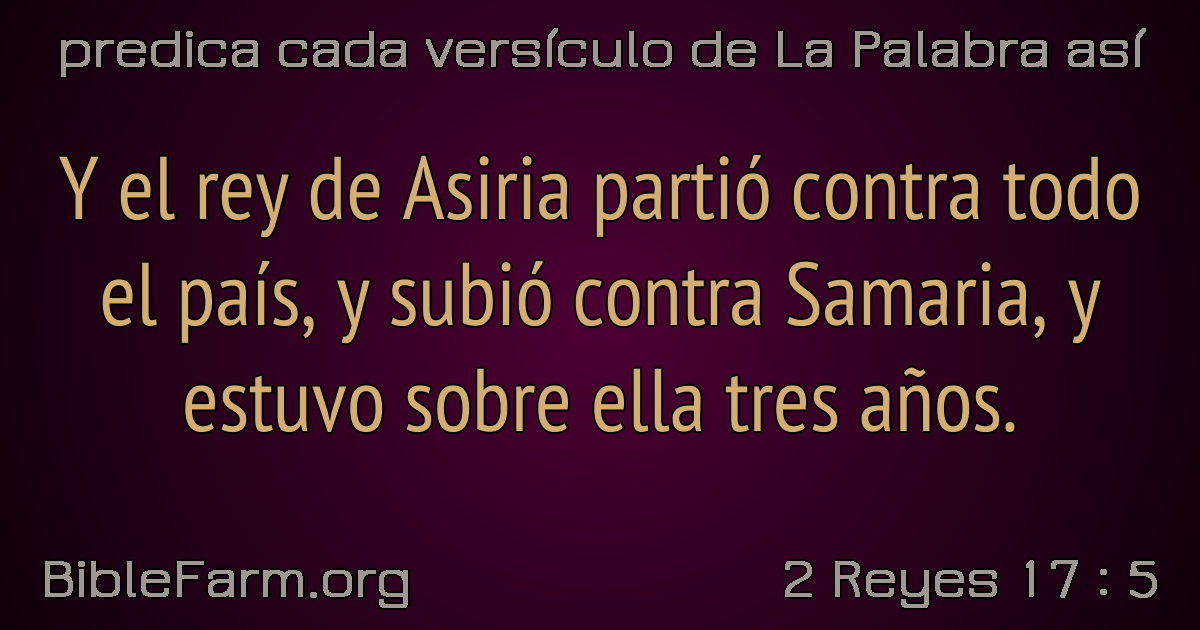 predica cada versículo de La Palabra así
Y el rey de Asiria partió contra todo
el país, y subió contra Samaria, y
estuvo sobre ella tres años.
BibleFarm.org
2 Reyes 17 : 5